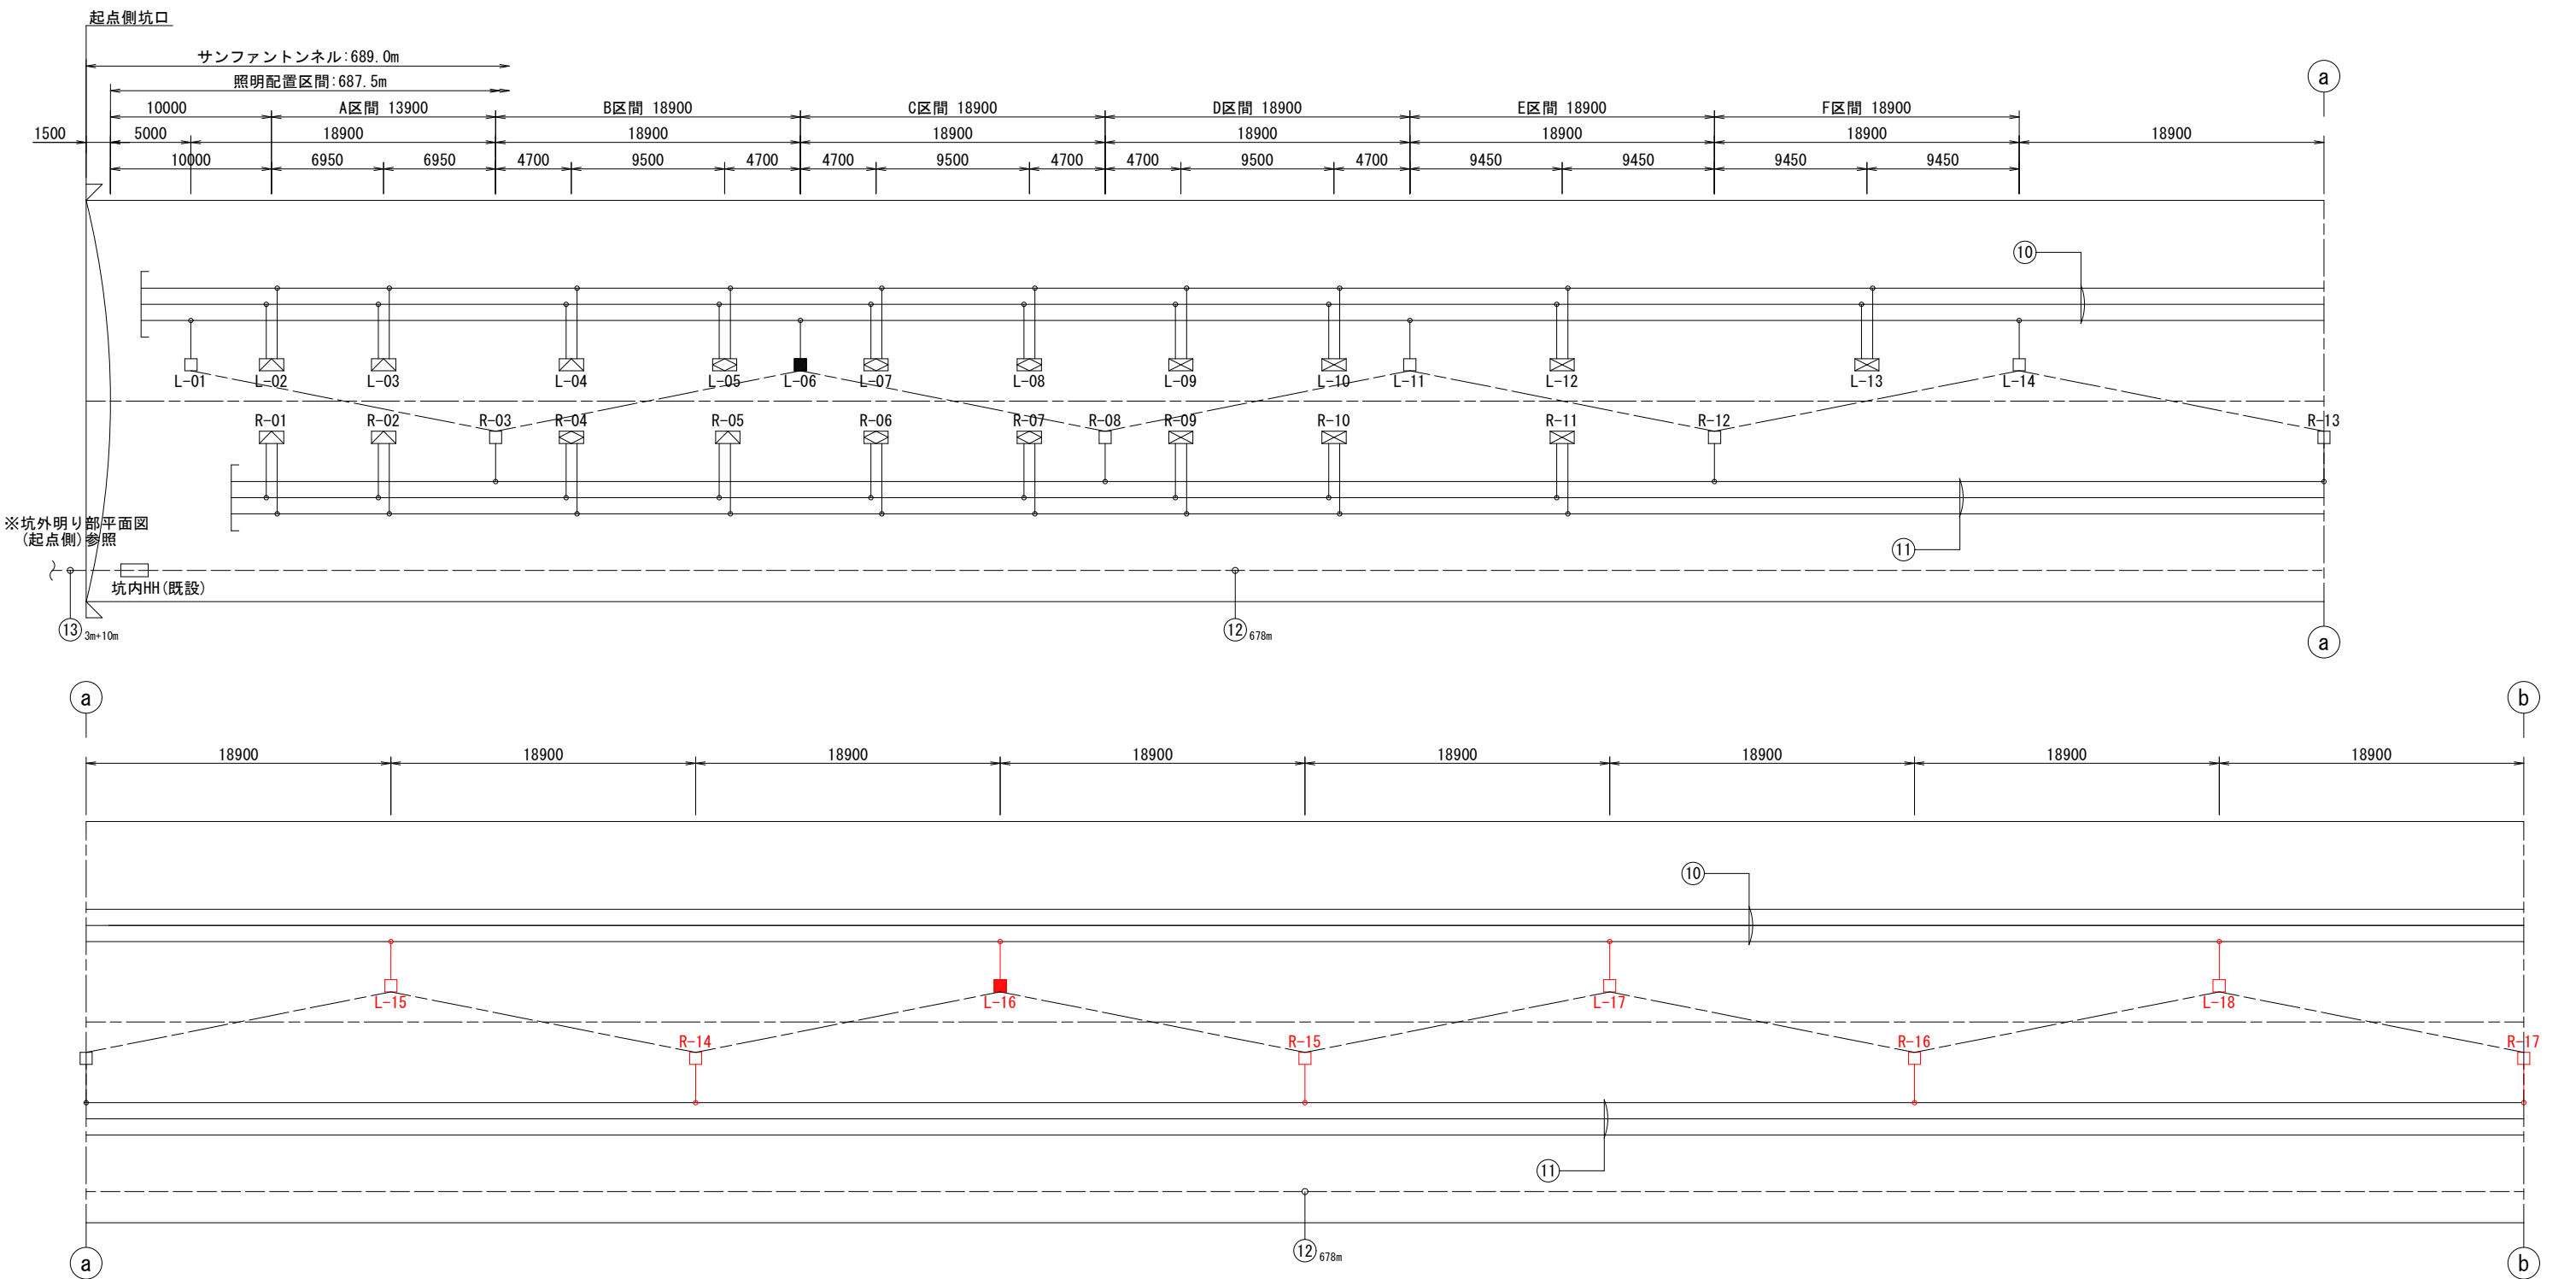 起点側坑口
サンファントンネル:689.0m
照明配置区間:687.5m
a
10000 A区間 13900 B区間 18900 C区間 18900 D区間 18900 E区間 18900 F区間 18900
1500 5000 18900 18900 18900 18900 18900 18900 18900
10000 6950 6950 4700 9500 4700 4700 9500 4700 4700 9500 4700 9450 9450 9450 9450
10
L-01 L-02 L-03 L-04 L-05 L-06 L-07 L-08 L-09 L-10 L-11 L-12 L-13 L-14
R-01 R-02 R-03 R-04 R-05 R-06 R-07 R-08 R-09 R-10 R-11 R-12 R-13
※坑外明り部平面図
(起点側)参照
11
坑内HH(既設)
13 3m+10m
12 678m
a
a b
18900 18900 18900 18900 18900 18900 18900 18900
10
L-15 L-16 L-17 L-18
R-14 R-15 R-16 R-17
11
12 678m
a b